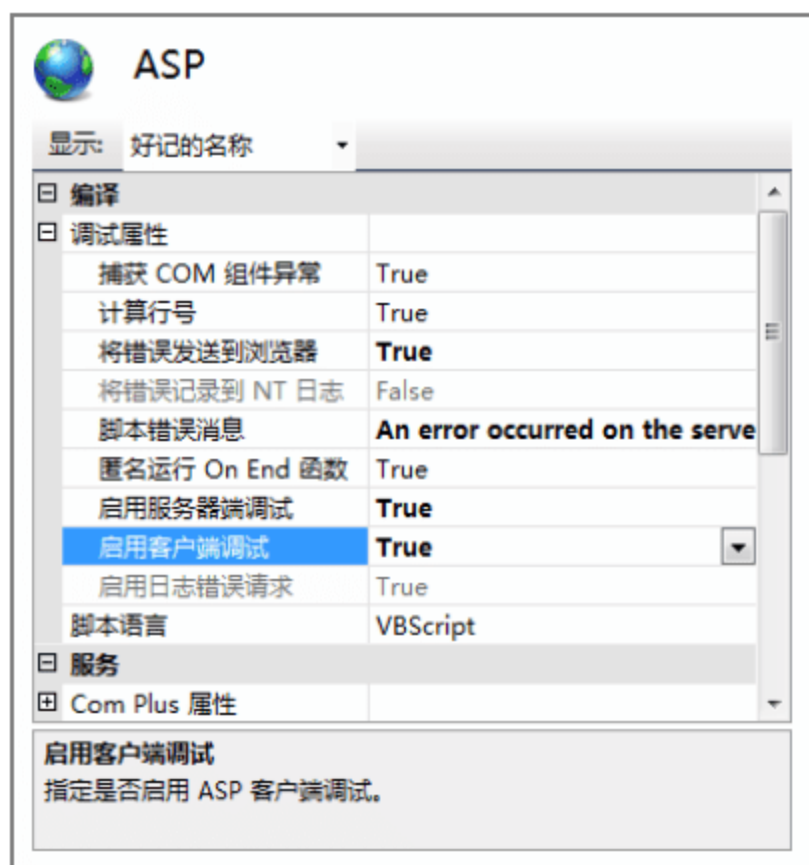 ASP
显示: 好记的名称
编译
调试属性
捕获 COM 组件异常 True
计算行号 True
将错误发送到浏览器 True
将错误记录到 NT 日志 False
脚本错误消息 An error occurred on the serve
匿名运行 On End 函数 True
启用服务器端调试 True
启用客户端调试 True
启用日志错误请求 True
脚本语言 VBScript
服务
Com Plus 属性
启用客户端调试
指定是否启用 ASP 客户端调试。